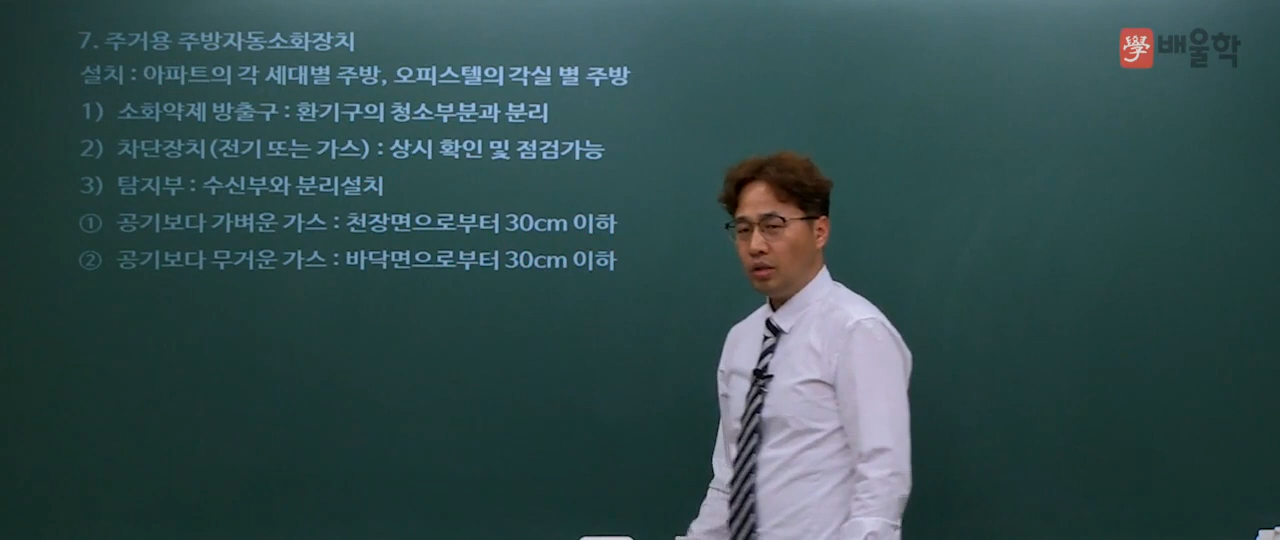 7. 주거용 주방자동소화장치
설치 : 아파트의 각 세대별 주방, 오피스텔의 각실 별 주방
1) 소화약제 방출구 : 환기구의 청소부분과 분리
2) 차단장치(전기 또는 가스) : 상시 확인 및 점검가능
3) 탐지부 : 수신부와 분리설치
① 공기보다 가벼운 가스 : 천장면으로부터 30cm 이하
② 공기보다 무거운 가스 : 바닥면으로부터 30cm 이하
學 배울학